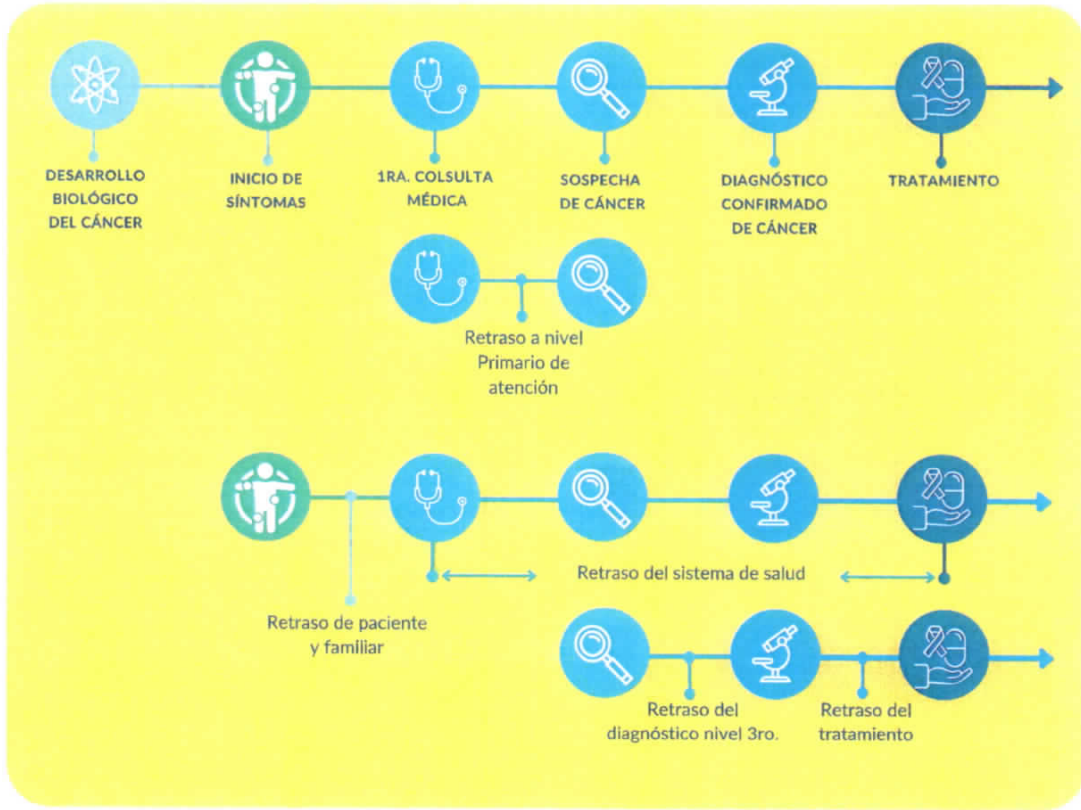 DESARROLLO
BIOLÓGICO
DEL CÁNCER
INICIO DE
SÍNTOMAS
1RA. COLSULTA
MÉDICA
SOSPECHA
DE CÁNCER
DIAGNÓSTICO
CONFIRMADO
DE CÁNCER
TRATAMIENTO
Retraso a nivel
Primario de
atención
Retraso del sistema de salud
Retraso de paciente
y familiar
Retraso del
diagnóstico nivel 3ro.
Retraso del
tratamiento